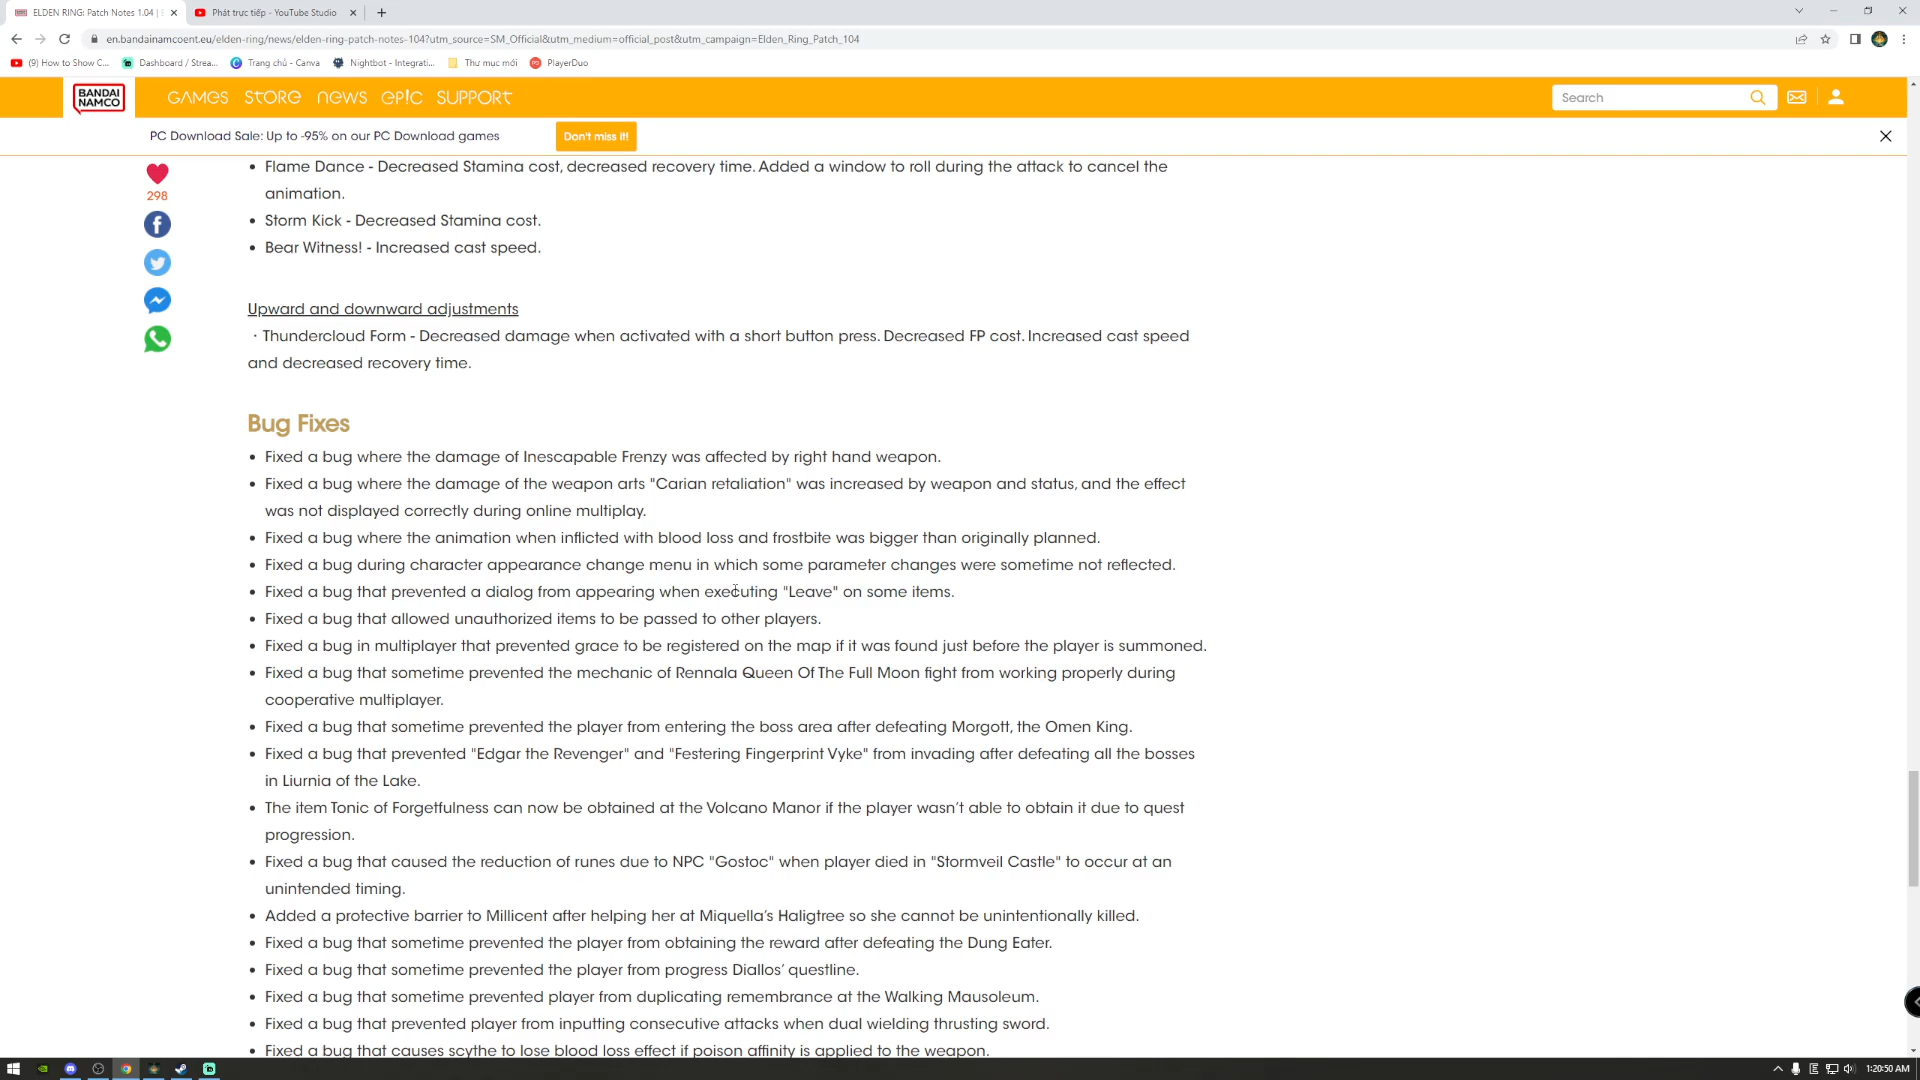 ELDEN RING: Patch Notes 1.04 |
Phát trực tiếp - YouTube Studio
en.bandainamcoent.eu/elden-ring/news/elden-ring-patch-notes-104?utm_source=SM_Official&utm_medium=official_post&utm_campaign=Elden_Ring_Patch_104
(9) How to Show C... Dashboard / Strea... Trang chủ - Canva Nightbot - Integrati... Thư mục mới PlayerDuo
BANDAI NAMCO GAMES STORE NEWS EPIC SUPPORT Search
PC Download Sale: Up to -95% on our PC Download games Don't miss it!
298
• Flame Dance - Decreased Stamina cost, decreased recovery time. Added a window to roll during the attack to cancel the
animation.
• Storm Kick - Decreased Stamina cost.
• Bear Witness! - Increased cast speed.
Upward and downward adjustments
・Thundercloud Form - Decreased damage when activated with a short button press. Decreased FP cost. Increased cast speed
and decreased recovery time.
Bug Fixes
• Fixed a bug where the damage of Inescapable Frenzy was affected by right hand weapon.
• Fixed a bug where the damage of the weapon arts "Carian retaliation" was increased by weapon and status, and the effect
was not displayed correctly during online multiplay.
• Fixed a bug where the animation when inflicted with blood loss and frostbite was bigger than originally planned.
• Fixed a bug during character appearance change menu in which some parameter changes were sometime not reflected.
• Fixed a bug that prevented a dialog from appearing when executing "Leave" on some items.
• Fixed a bug that allowed unauthorized items to be passed to other players.
• Fixed a bug in multiplayer that prevented grace to be registered on the map if it was found just before the player is summoned.
• Fixed a bug that sometime prevented the mechanic of Rennala Queen Of The Full Moon fight from working properly during
cooperative multiplayer.
• Fixed a bug that sometime prevented the player from entering the boss area after defeating Morgott, the Omen King.
• Fixed a bug that prevented "Edgar the Revenger" and "Festering Fingerprint Vyke" from invading after defeating all the bosses
in Liurnia of the Lake.
• The item Tonic of Forgetfulness can now be obtained at the Volcano Manor if the player wasn't able to obtain it due to quest
progression.
• Fixed a bug that caused the reduction of runes due to NPC "Gostoc" when player died in "Stormveil Castle" to occur at an
unintended timing.
• Added a protective barrier to Millicent after helping her at Miquella's Haligtree so she cannot be unintentionally killed.
• Fixed a bug that sometime prevented the player from obtaining the reward after defeating the Dung Eater.
• Fixed a bug that sometime prevented the player from progress Diallos' questline.
• Fixed a bug that sometime prevented player from duplicating remembrance at the Walking Mausoleum.
• Fixed a bug that prevented player from inputting consecutive attacks when dual wielding thrusting sword.
• Fixed a bug that causes scythe to lose blood loss effect if poison affinity is applied to the weapon.
1:20:50 AM